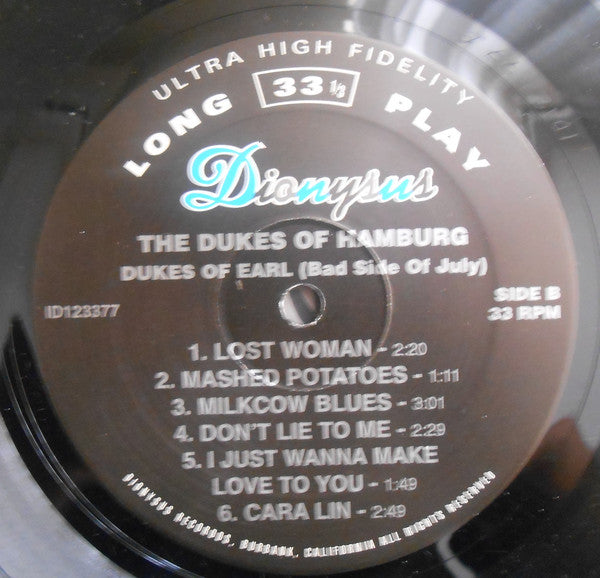 ULTRA HIGH FIDELITY
LONG 33 1/3 PLAY
Dionysus
THE DUKES OF HAMBURG
DUKES OF EARL (Bad Side Of July)
ID123377
SIDE B
33 RPM
1. LOST WOMAN - 2:20
2. MASHED POTATOES - 1:11
3. MILKCOW BLUES - 3:01
4. DON'T LIE TO ME - 2:29
5. I JUST WANNA MAKE
LOVE TO YOU - 1:49
6. CARA LIN - 2:49
DIONYSUS RECORDS, BURBANK, CALIFORNIA ALL RIGHTS RESERVED